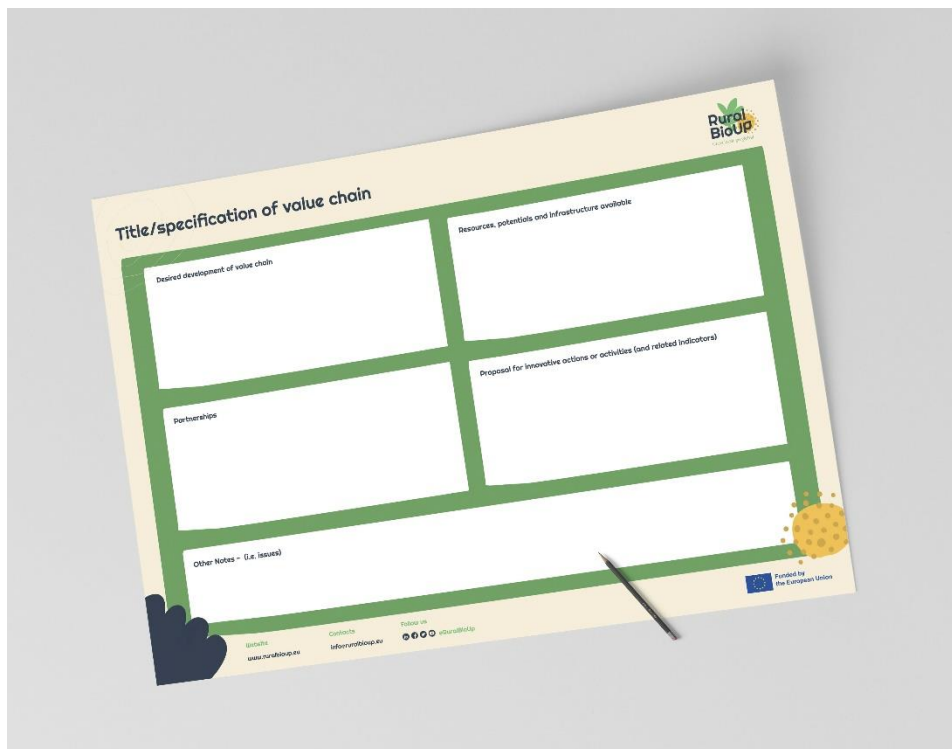 Rural
BioUp
Title/specification of value chain
Desired development of value chain
Resources, potentials and infrastructure available
Partnerships
Proposal for innovative actions or activities (and related indicators)
Other Notes - (i.e. issues)
Website
www.ruralbioup.eu
Contacts
info@ruralbioup.eu
Follow us
@RuralBioUp
Funded by
the European Union